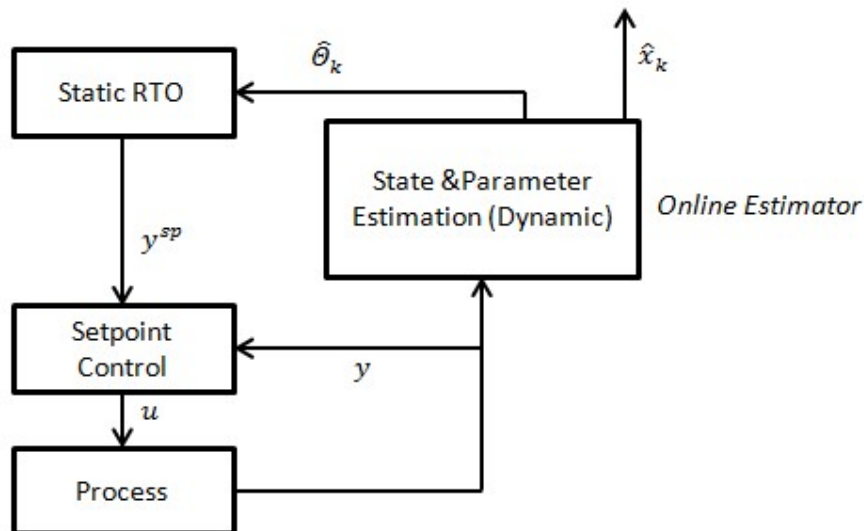 Θ̂ₖ
x̂ₖ
Static RTO
State &Parameter
Estimation (Dynamic)
Online Estimator
yˢᵖ
Setpoint
Control
y
u
Process